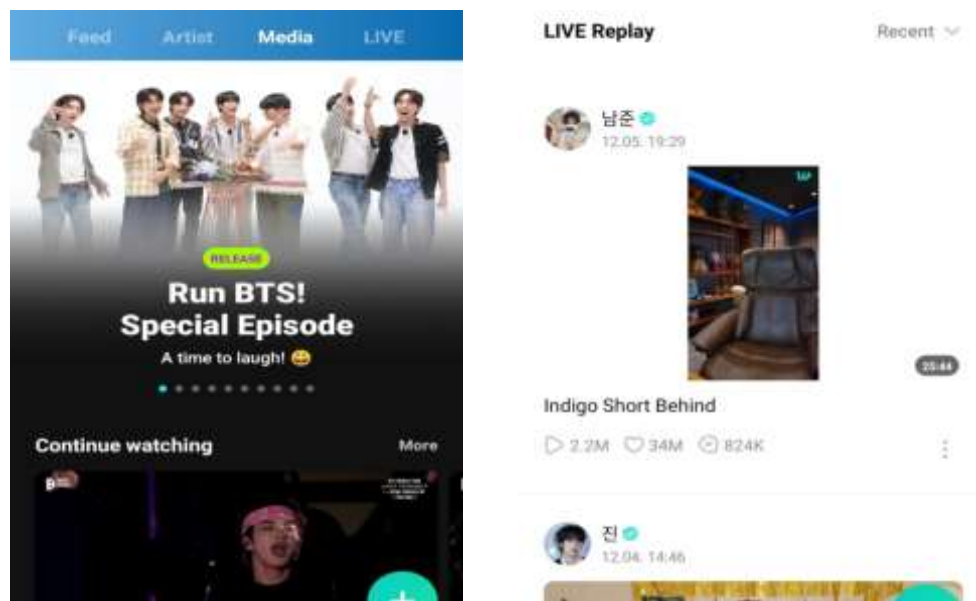 Feed Artist Media LIVE
RELEASE
Run BTS!
Special Episode
A time to laugh! 😄
Continue watching More
LIVE Replay Recent
남준
12.05. 19:29
25:44
Indigo Short Behind
2.2M 34M 824K
진
12.04. 14:46